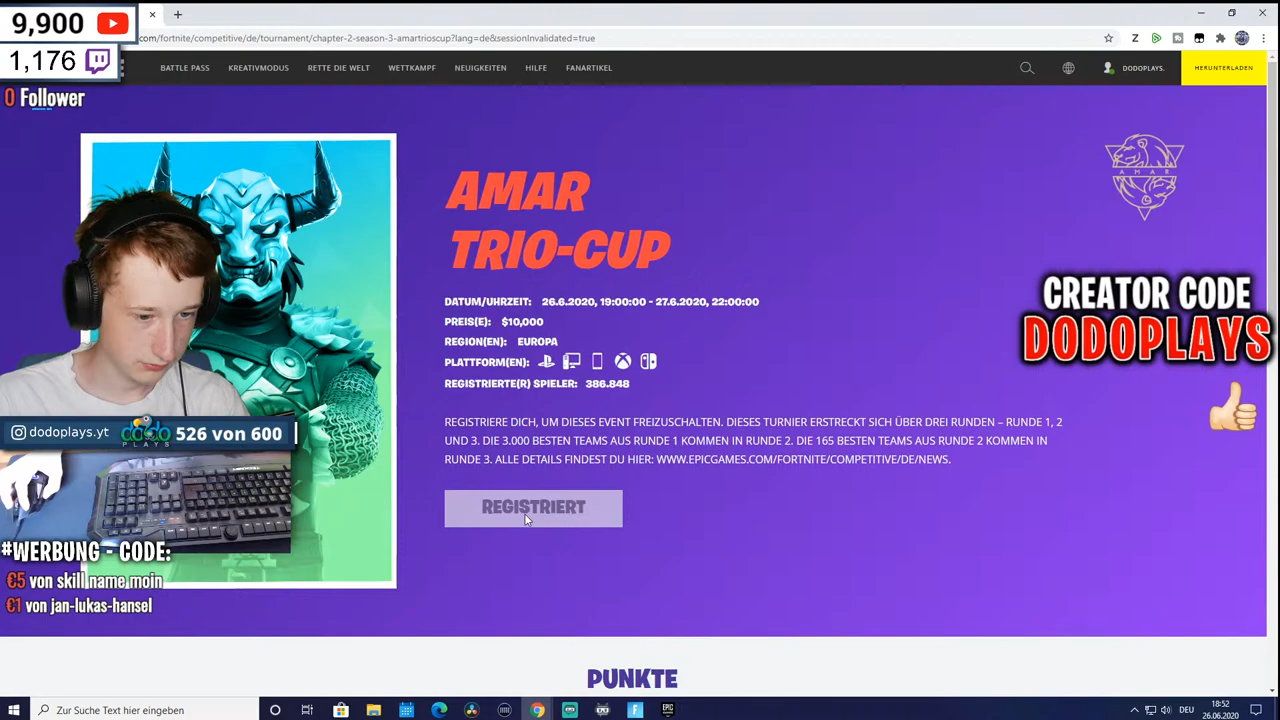 9,900
1,176
0 Follower
.com/fortnite/competitive/de/tournament/chapter-2-season-3-amartrioscup?lang=de&sessionInvalidated=true
BATTLE PASS KREATIVMODUS RETTE DIE WELT WETTKAMPF NEUIGKEITEN HILFE FANARTIKEL DODOPLAYS. HERUNTERLADEN
AMAR
AMAR
TRIO-CUP
DATUM/UHRZEIT: 26.6.2020, 19:00:00 - 27.6.2020, 22:00:00
PREIS(E): $10,000
REGION(EN): EUROPA
PLATTFORM(EN):
REGISTRIERTE(R) SPIELER: 386.848
CREATOR CODE
DODOPLAYS
REGISTRIERE DICH, UM DIESES EVENT FREIZUSCHALTEN. DIESES TURNIER ERSTRECKT SICH ÜBER DREI RUNDEN – RUNDE 1, 2
UND 3. DIE 3.000 BESTEN TEAMS AUS RUNDE 1 KOMMEN IN RUNDE 2. DIE 165 BESTEN TEAMS AUS RUNDE 2 KOMMEN IN
RUNDE 3. ALLE DETAILS FINDEST DU HIER: WWW.EPICGAMES.COM/FORTNITE/COMPETITIVE/DE/NEWS.
dodoplays.yt dodo PLAYS 526 von 600
REGISTRIERT
#WERBUNG - CODE:
€5 von skill name moin
€1 von jan-lukas-hansel
PUNKTE
Zur Suche Text hier eingeben
EPIC
DEU
18:52
26.06.2020